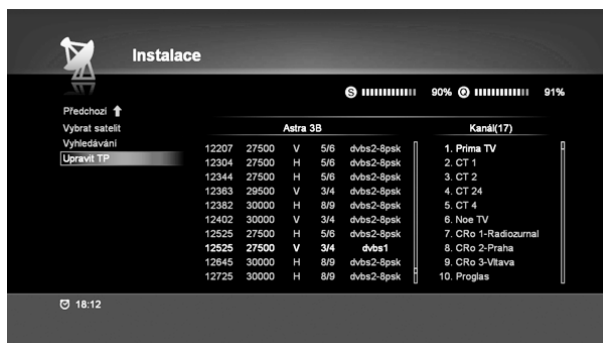 Instalace
S 90% Q 91%
Předchozí
Vybrat satelit
Vyhledávání
Upravit TP
Astra 3B
12207 27500 V 5/6 dvbs2-8psk
12304 27500 H 5/6 dvbs2-8psk
12344 27500 H 5/6 dvbs2-8psk
12363 29500 V 3/4 dvbs2-8psk
12382 30000 H 8/9 dvbs2-8psk
12402 30000 V 3/4 dvbs2-8psk
12525 27500 H 5/6 dvbs2-8psk
12525 27500 V 3/4 dvbs1
12645 30000 H 8/9 dvbs2-8psk
12725 30000 H 8/9 dvbs2-8psk
Kanál(17)
1. Prima TV
2. CT 1
3. CT 2
4. CT 24
5. CT 4
6. Noe TV
7. CRo 1-Radiozurnal
8. CRo 2-Praha
9. CRo 3-Vltava
10. Proglas
18:12